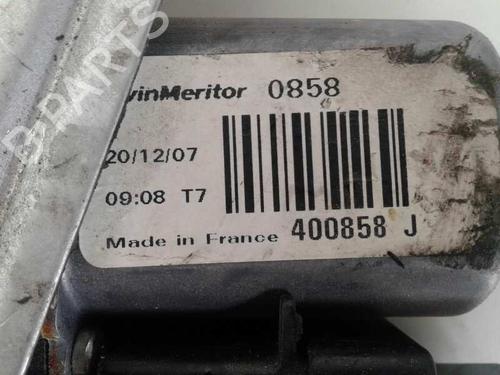 B PARTS
vinMeritor 0858
20/12/07
09:08 T7
Made in France 400858 J